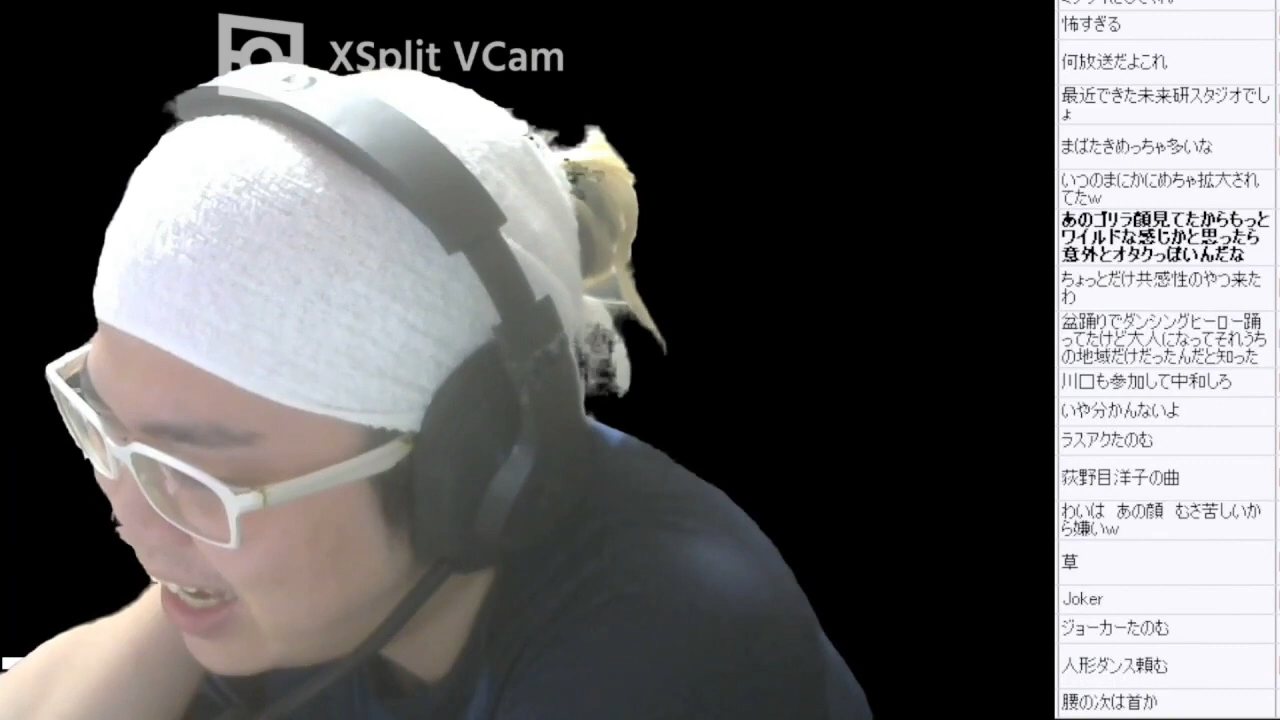 XSplit VCam
怖すぎる
何放送だよこれ
最近できた未来研スタジオでし
ょ
まばたきめっちゃ多いな
いつのまにかにめちゃ拡大され
てたw
あのゴリラ顔見てたからもっと
ワイルドな感じかと思ったら
意外とオタクっぽいんだな
ちょっとだけ共感性のやつ来た
わ
盆踊りでダンシングヒーロー踊
ってたけど大人になってそれうち
の地域だけだったんだと知った
川口も参加して中和しろ
いや分かんないよ
ラスアクたのむ
荻野目洋子の曲
わいは あの顔 むさ苦しいか
ら嫌いw
草
Joker
ジョーカーたのむ
人形ダンス頼む
腰の次は首か